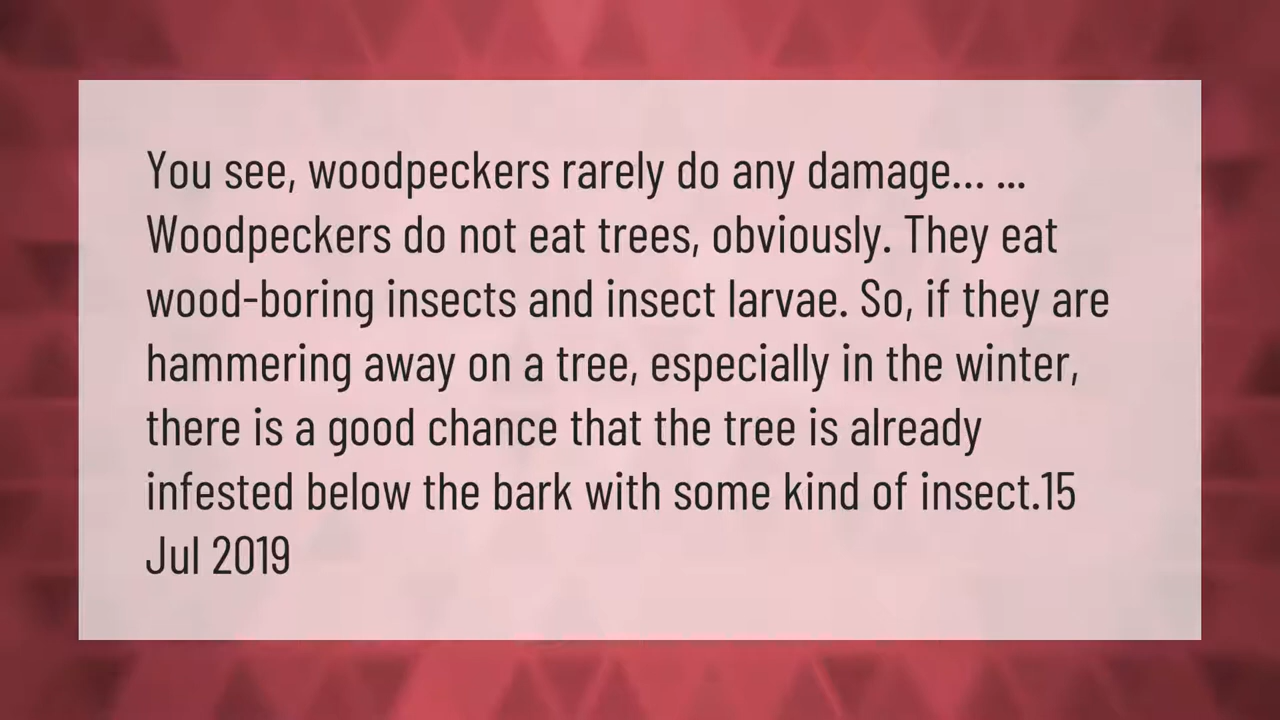 You see, woodpeckers rarely do any damage... ...
Woodpeckers do not eat trees, obviously. They eat
wood-boring insects and insect larvae. So, if they are
hammering away on a tree, especially in the winter,
there is a good chance that the tree is already
infested below the bark with some kind of insect.15
Jul 2019